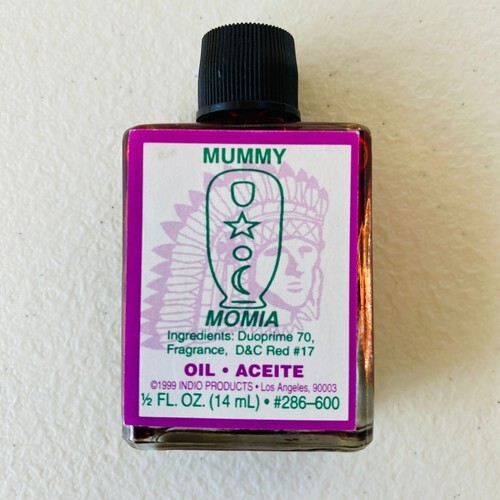 MUMMY
MOMIA
Ingredients: Duoprime 70,
Fragrance, D&C Red #17
OIL • ACEITE
©1999 INDIO PRODUCTS • Los Angeles, 90003
½ FL. OZ. (14 mL) • #286–600